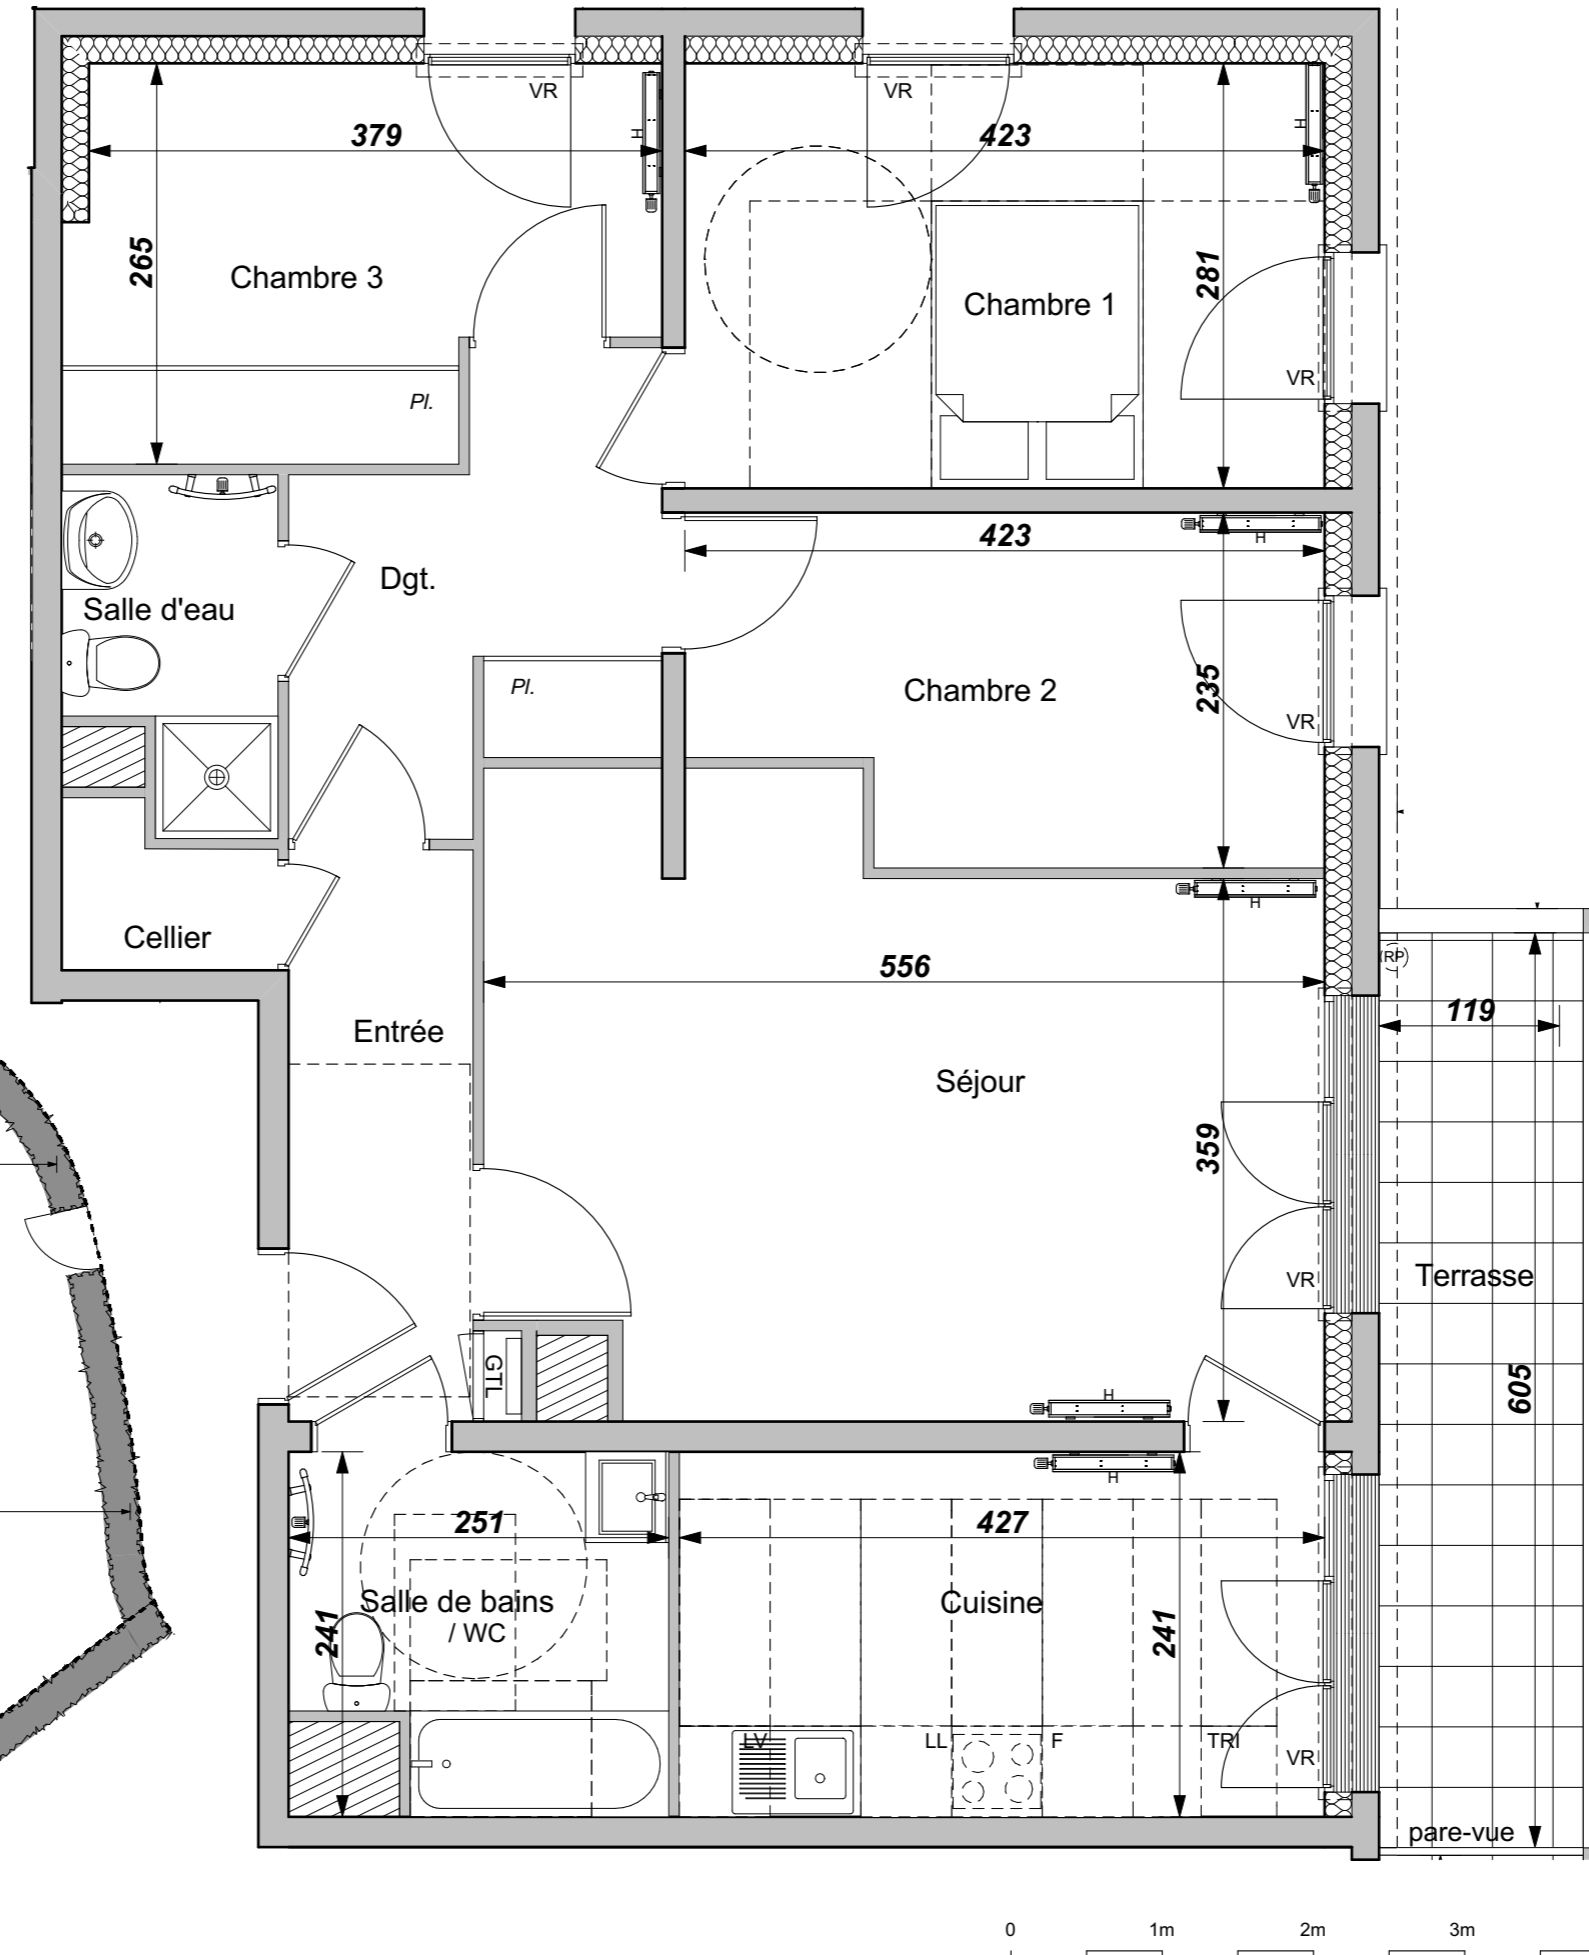 VR
VR
379
423
H
H
265
281
Chambre 3
Chambre 1
VR
Pl.
423
H
Dgt.
Salle d'eau
Pl.
Chambre 2
235
VR
H
Cellier
556
(RP)
119
Entrée
Séjour
359
VR
Terrasse
GTL
605
H
H
251
427
Salle de bains
/ WC
Cuisine
241
241
LV
LL
F
TRI
VR
pare-vue
0
1m
2m
3m